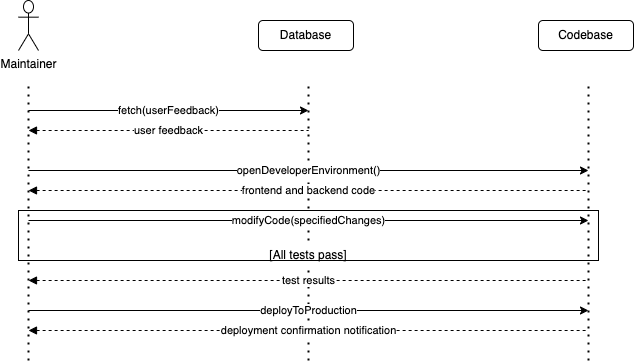 Maintainer
Database
Codebase
fetch(userFeedback)
user feedback
openDeveloperEnvironment()
frontend and backend code
modifyCode(specifiedChanges)
[All tests pass]
test results
deployToProduction
deployment confirmation notification